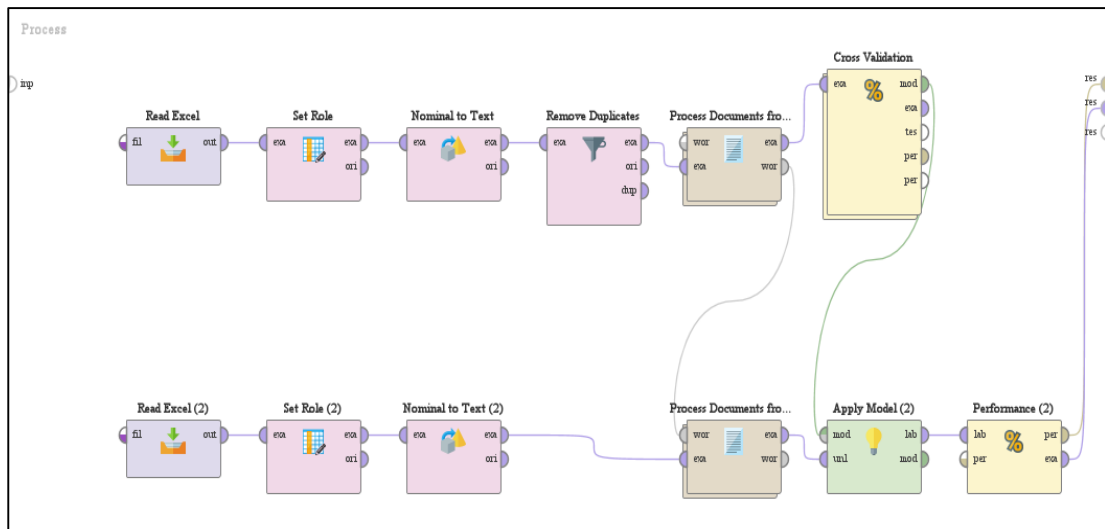 Process
inp
Read Excel
fil
out
Set Role
exa
exa
ori
Nominal to Text
exa
exa
ori
Remove Duplicates
exa
exa
ori
dup
Process Documents fro...
wor
exa
exa
wor
Cross Validation
exa
mod
exa
tes
per
per
%
res
res
res
Read Excel (2)
fil
out
Set Role (2)
exa
exa
ori
Nominal to Text (2)
exa
exa
ori
Process Documents fro...
wor
exa
exa
wor
Apply Model (2)
mod
lab
unl
mod
Performance (2)
lab
per
%
per
exa